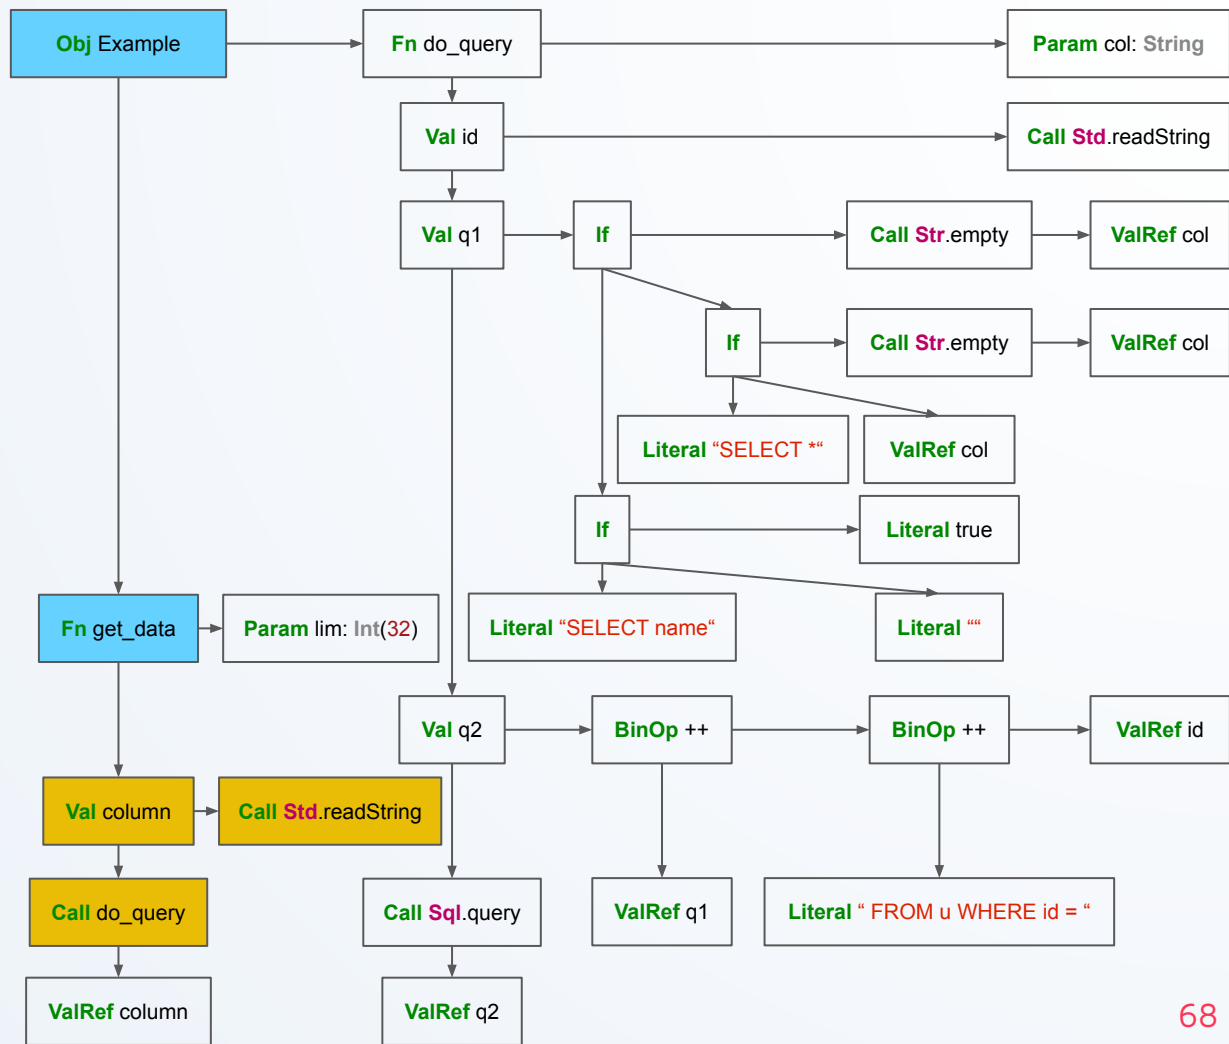 Obj Example
Fn do_query
Param col: String
Val id
Call Std.readString
Val q1
If
Call Str.empty
ValRef col
If
Call Str.empty
ValRef col
Literal “SELECT *“
ValRef col
If
Literal true
Fn get_data
Param lim: Int(32)
Literal “SELECT name“
Literal ““
Val q2
BinOp ++
BinOp ++
ValRef id
Val column
Call Std.readString
Call do_query
Call Sql.query
ValRef q1
Literal “ FROM u WHERE id = “
ValRef column
ValRef q2
68